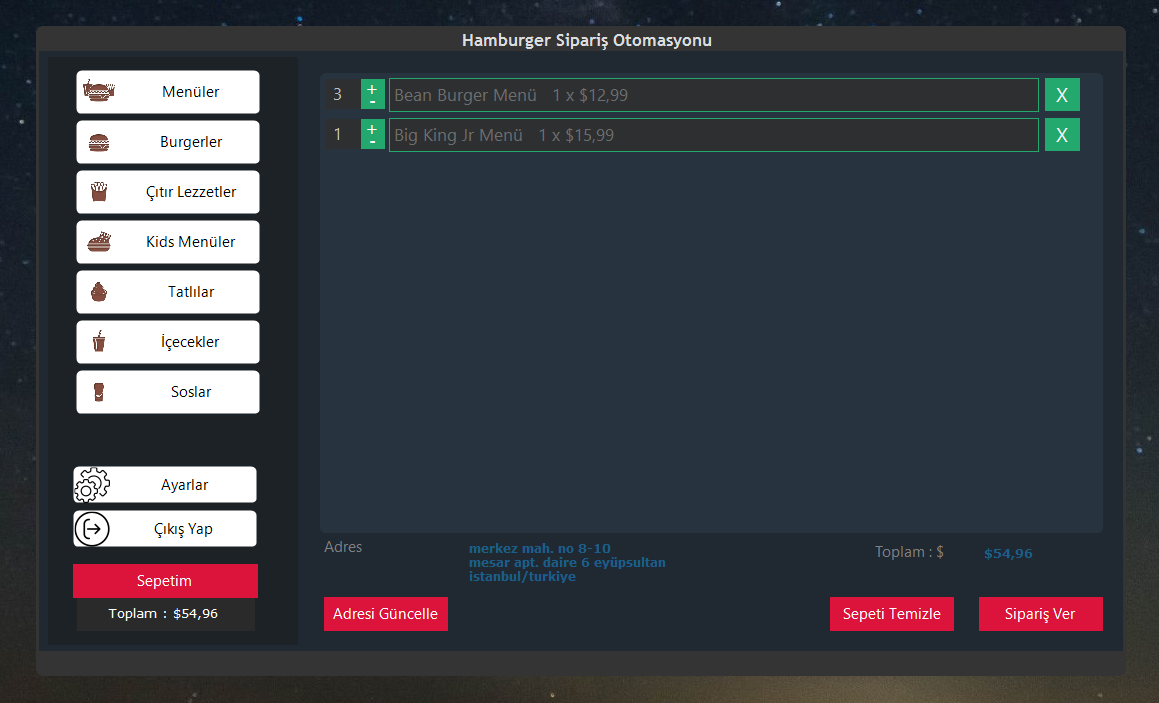 Hamburger Sipariş Otomasyonu
Menüler
Burgerler
Çıtır Lezzetler
Kids Menüler
Tatlılar
İçecekler
Soslar
Ayarlar
Çıkış Yap
Sepetim
Toplam : $54,96
3 + - Bean Burger Menü 1 x $12,99 X
1 + - Big King Jr Menü 1 x $15,99 X
Adres
merkez mah. no 8-10
mesar apt. daire 6 eyüpsultan
istanbul/turkiye
Toplam : $ $54,96
Adresi Güncelle
Sepeti Temizle
Sipariş Ver